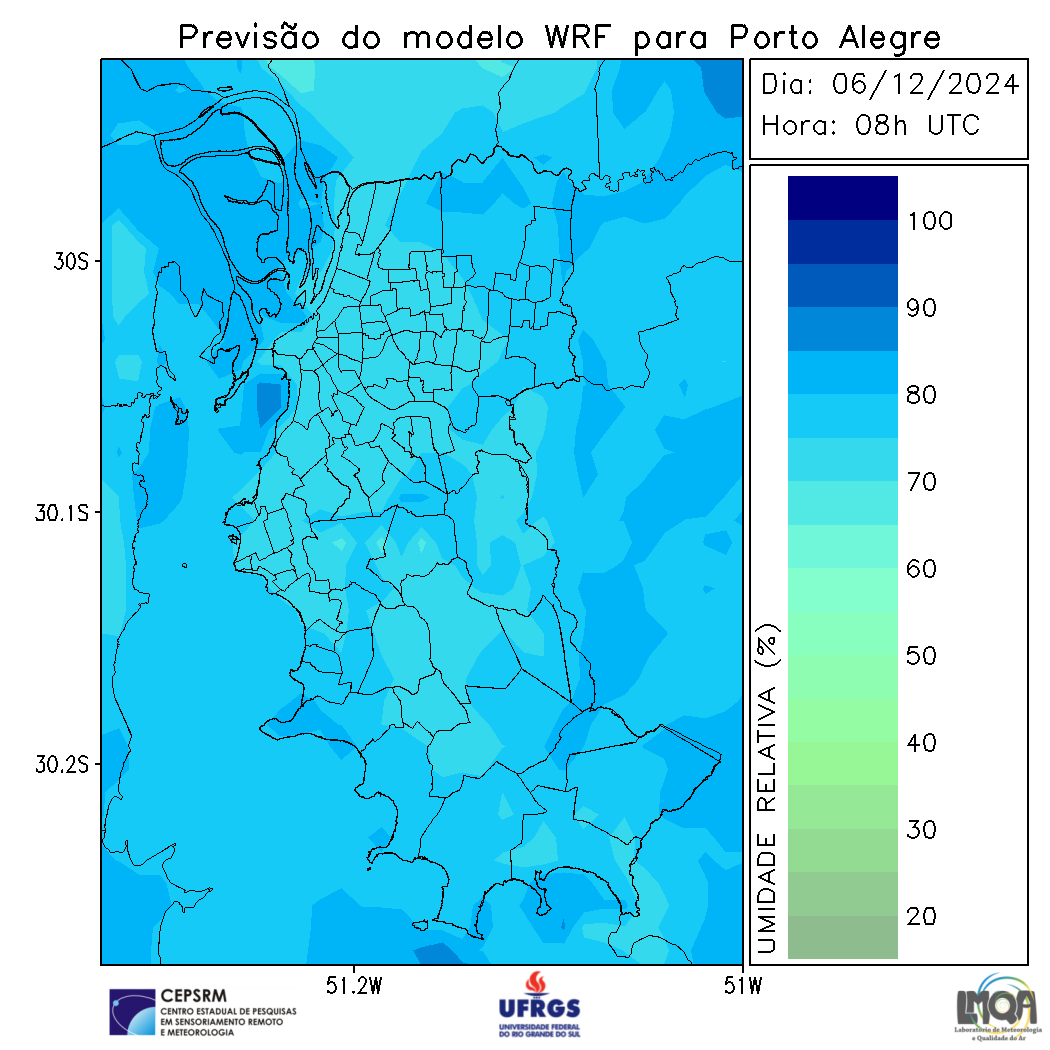 Previsão do modelo WRF para Porto Alegre
Dia: 06/12/2024
Hora: 08h UTC
100
90
80
70
60
50
40
30
20
UMIDADE RELATIVA (%)
30S
30.1S
30.2S
51.2W
51W
CEPSRM
CENTRO ESTADUAL DE PESQUISAS
EM SENSORIAMENTO REMOTO
E METEOROLOGIA
UFRGS
UNIVERSIDADE FEDERAL
DO RIO GRANDE DO SUL
LMQA
Laboratório de Meteorologia
e Qualidade do Ar